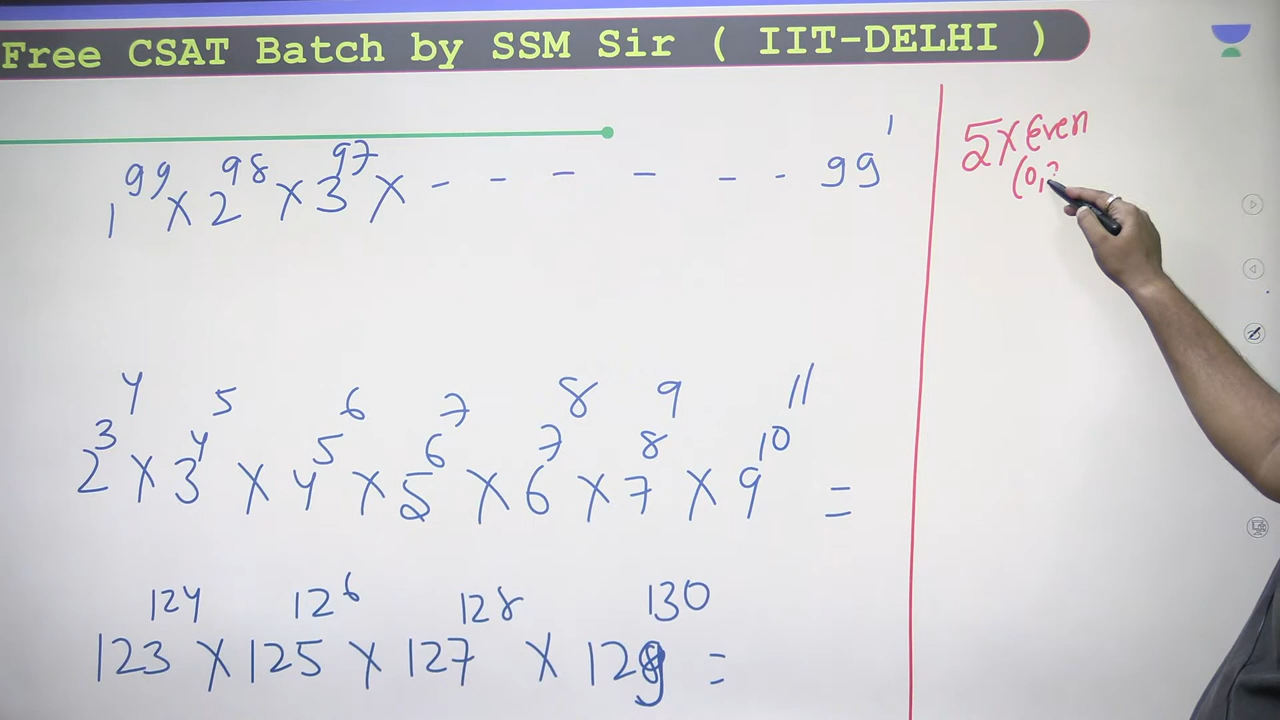 Free CSAT Batch by SSM Sir ( IIT-DELHI )
1^99 × 2^98 × 3^97 × - - - - - - 99^1
5 × Even
(0,2
2^3^4 × 3^4^5 × 4^5^6 × 5^6^7 × 6^7^8 × 7^8^9 × 9^10^11 =
123^124 × 125^126 × 127^128 × 129^130 =